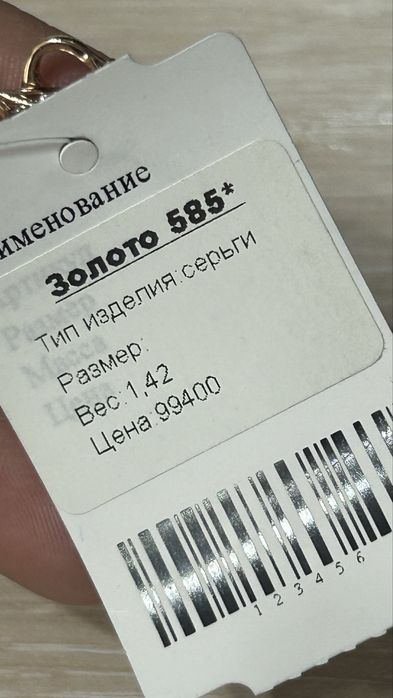 именование
Золото 585*
Тип изделия:серьги
Размер:
Вес:1,42
Цена:99400
1 2 3 4 5 6